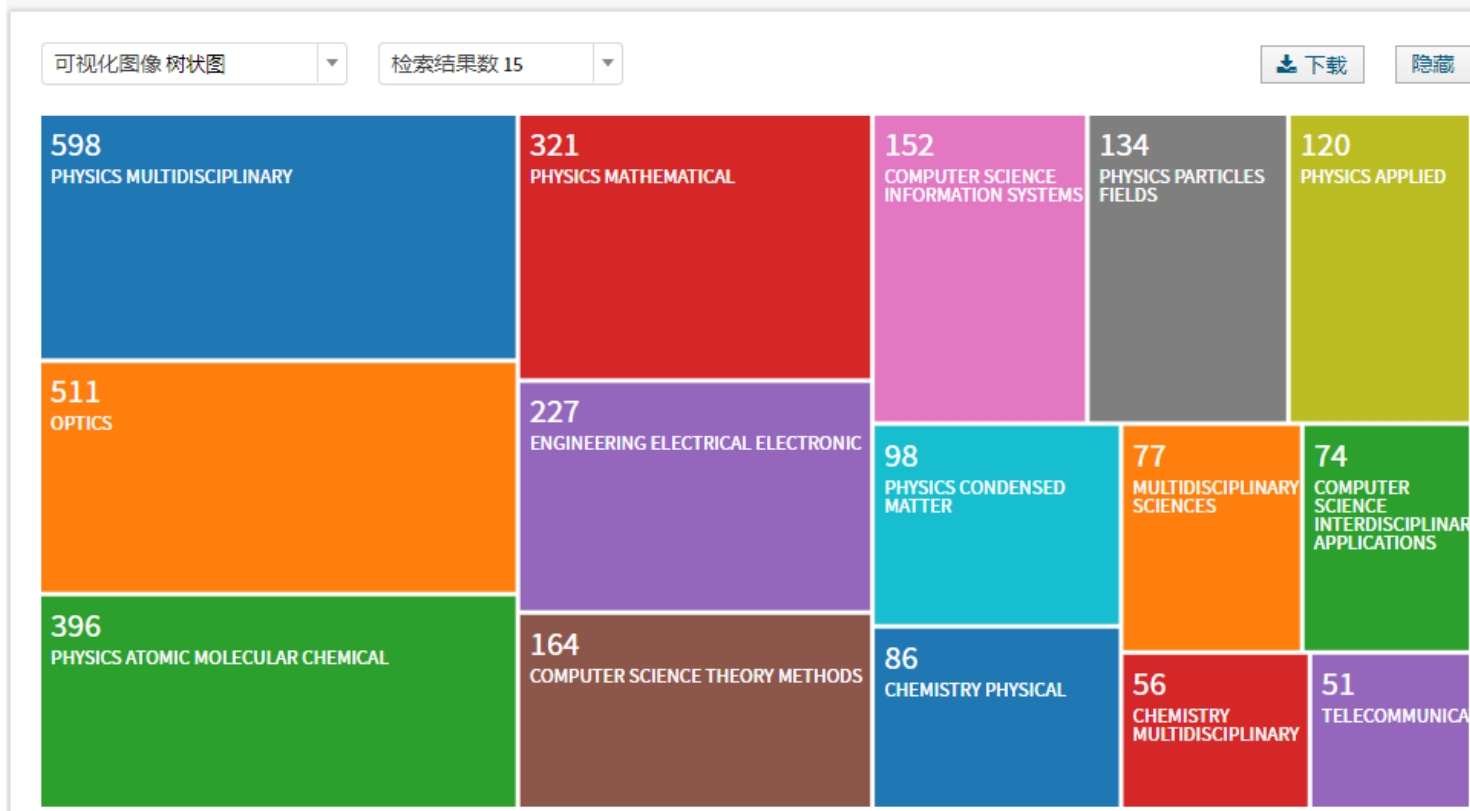 可视化图像 树状图
检索结果数 15
下载
隐藏
598
PHYSICS MULTIDISCIPLINARY
321
PHYSICS MATHEMATICAL
152
COMPUTER SCIENCE
INFORMATION SYSTEMS
134
PHYSICS PARTICLES
FIELDS
120
PHYSICS APPLIED
511
OPTICS
227
ENGINEERING ELECTRICAL ELECTRONIC
98
PHYSICS CONDENSED
MATTER
77
MULTIDISCIPLINARY
SCIENCES
74
COMPUTER
SCIENCE
INTERDISCIPLINAR
APPLICATIONS
396
PHYSICS ATOMIC MOLECULAR CHEMICAL
164
COMPUTER SCIENCE THEORY METHODS
86
CHEMISTRY PHYSICAL
56
CHEMISTRY
MULTIDISCIPLINARY
51
TELECOMMUNICA